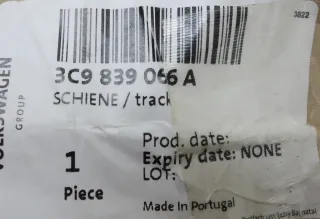 3822
3C9 839 066 A
SCHIENE / track
VOLKSWAGEN
GROUP
1
Piece
Prod. date:
Expiry date: NONE
LOT:
Made In Portugal